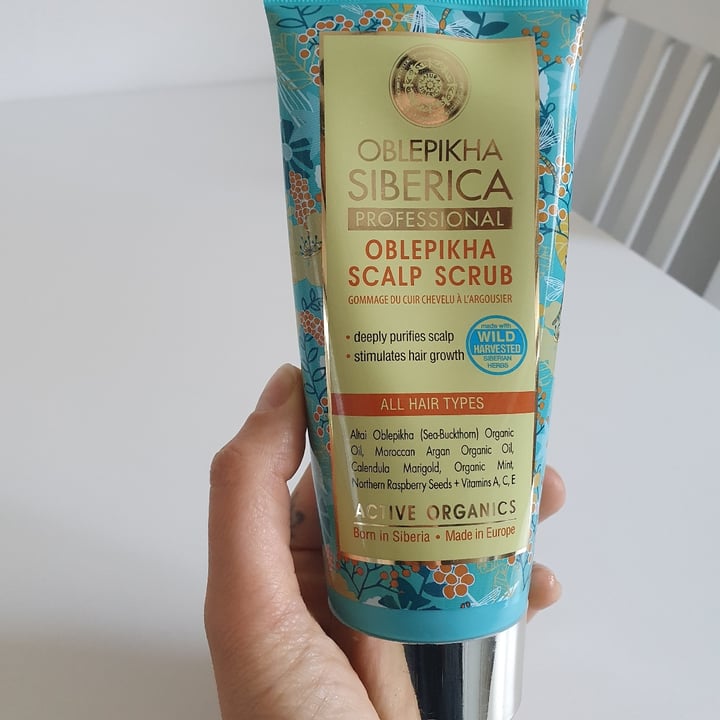 OBLEPIKHA
SIBERICA
PROFESSIONAL
OBLEPIKHA
SCALP SCRUB
GOMMAGE DU CUIR CHEVELU À L'ARGOUSIER
• deeply purifies scalp
• stimulates hair growth
made with
WILD
HARVESTED
SIBERIAN
HERBS
ALL HAIR TYPES
Altai Oblepikha (Sea-Buckthorn) Organic
Oil, Moroccan Argan Organic Oil,
Calendula Marigold, Organic Mint,
Northern Raspberry Seeds + Vitamins A, C, E
ACTIVE ORGANICS
Born in Siberia • Made in Europe